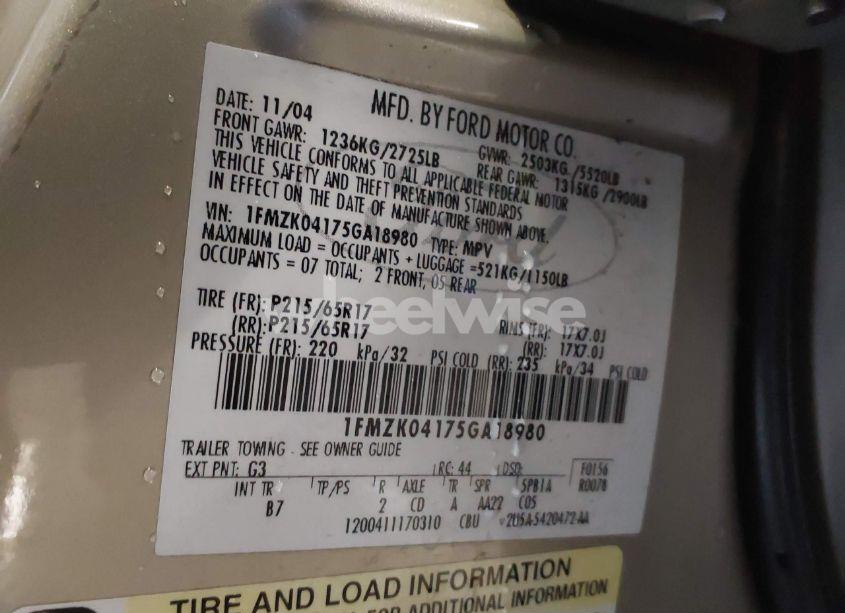 DATE: 11/04 MFD. BY FORD MOTOR CO.
FRONT GAWR: 1236KG/2725LB GVWR: 2503KG /5520LB
REAR GAWR: 1315KG /2900LB
THIS VEHICLE CONFORMS TO ALL APPLICABLE FEDERAL MOTOR
VEHICLE SAFETY AND THEFT PREVENTION STANDARDS
IN EFFECT ON THE DATE OF MANUFACTURE SHOWN ABOVE.
VIN: 1FMZK04175GA18980 TYPE: MPV
MAXIMUM LOAD = OCCUPANTS + LUGGAGE =521KG/1150LB
OCCUPANTS = 07 TOTAL; 2 FRONT, 05 REAR
TIRE (FR): P215/65R17 RIMS (FR): 17X7.0J
(RR): P215/65R17 (RR): 17X7.0J
PRESSURE (FR): 220 kPa/32 PSI COLD (RR): 235 kPa/34 PSI COLD
heelwise
1FMZK04175GA18980
TRAILER TOWING - SEE OWNER GUIDE
EXT PNT: G3 RC: 44 DSO: F0156
INT TR TP/PS R AXLE TR SPR SPB1A R0078
B7 2 CD A AA22 C05
1200411170310 CBU
TIRE AND LOAD INFORMATION
FOR ADDITIONAL INFORMATION